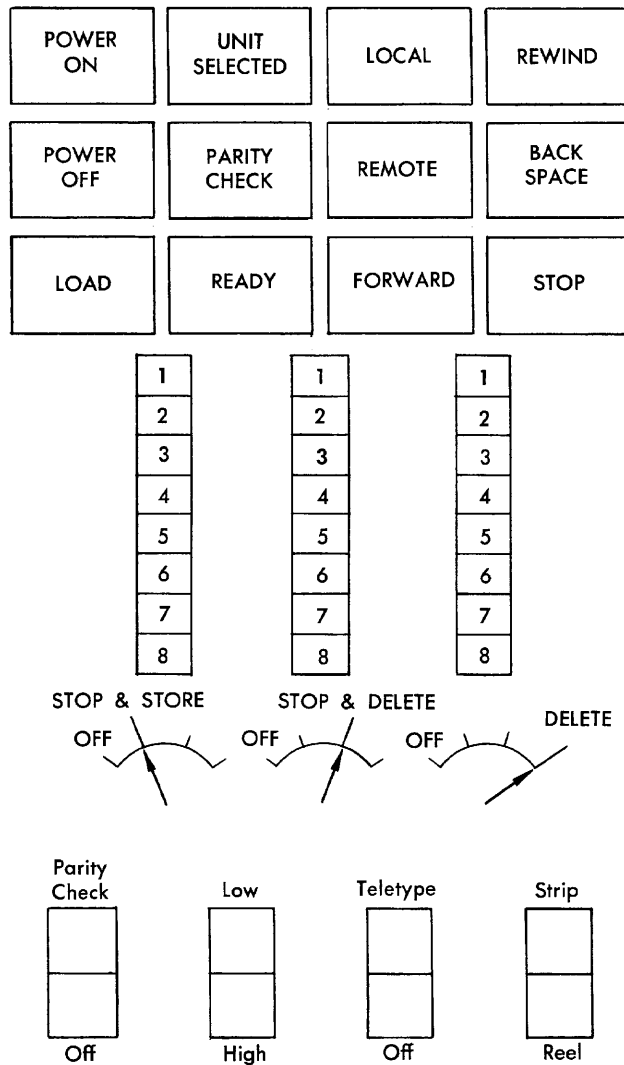 POWER
ON
UNIT
SELECTED
LOCAL
REWIND
POWER
OFF
PARITY
CHECK
REMOTE
BACK
SPACE
LOAD
READY
FORWARD
STOP
1 1 1
2 2 2
3 3 3
4 4 4
5 5 5
6 6 6
7 7 7
8 8 8
STOP & STORE
STOP & DELETE
DELETE
OFF
OFF
OFF
Parity
Check
Low
Teletype
Strip
Off
High
Off
Reel